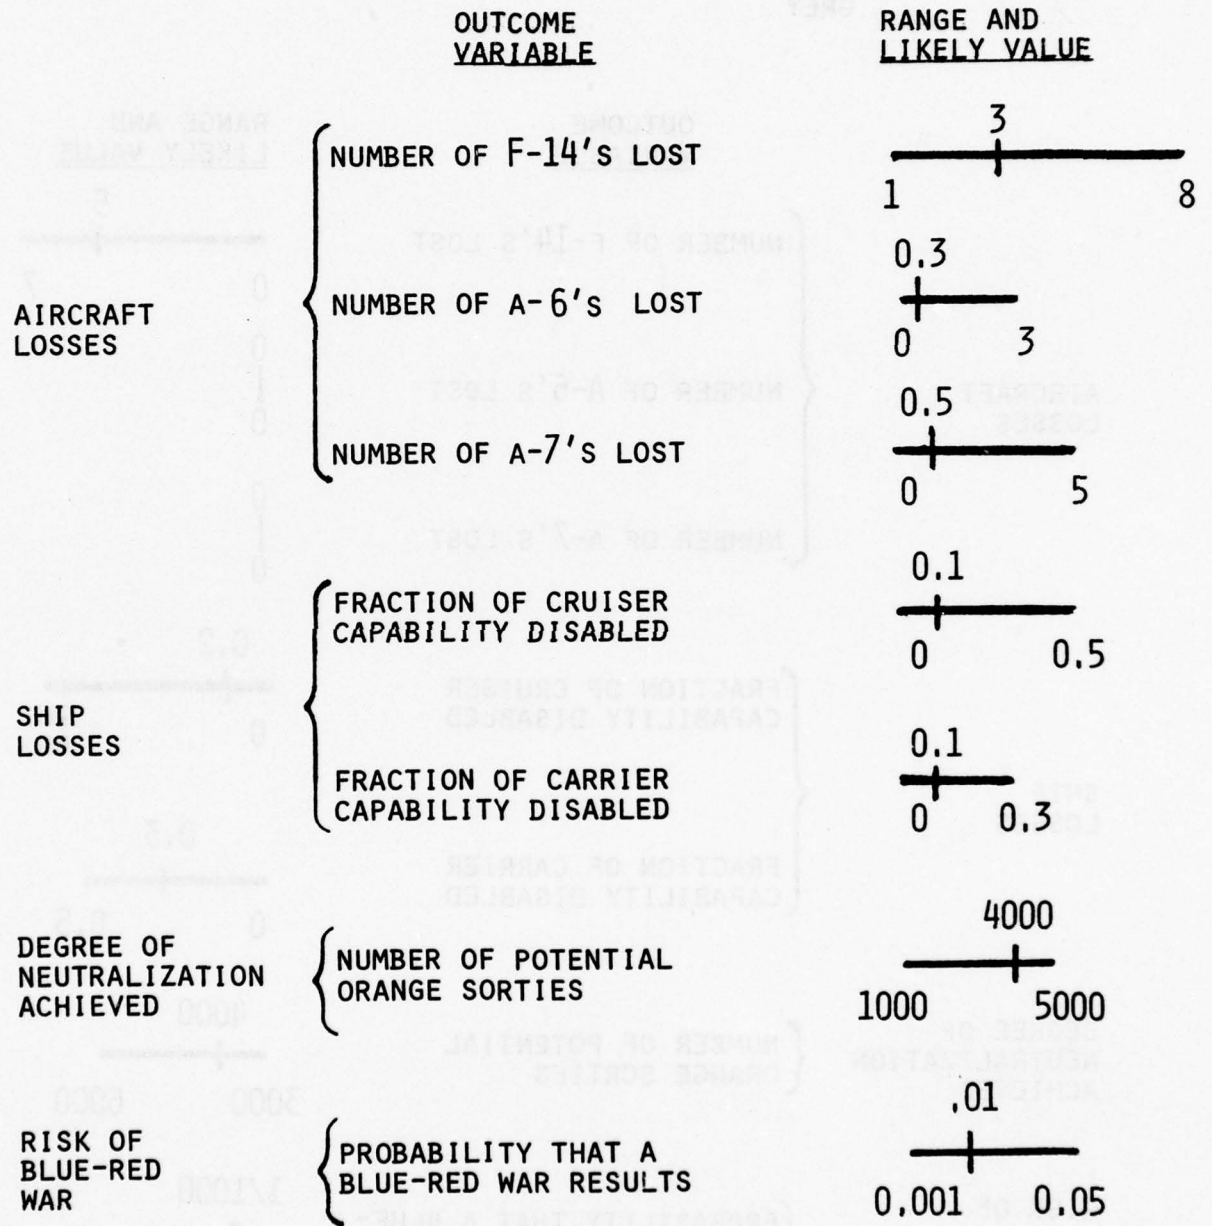 OUTCOME
VARIABLE
RANGE AND
LIKELY VALUE
AIRCRAFT
LOSSES
NUMBER OF F-14'S LOST
3
1 8
NUMBER OF A-6's LOST
0.3
0 3
NUMBER OF A-7's LOST
0.5
0 5
SHIP
LOSSES
FRACTION OF CRUISER
CAPABILITY DISABLED
0.1
0 0.5
FRACTION OF CARRIER
CAPABILITY DISABLED
0.1
0 0.3
DEGREE OF
NEUTRALIZATION
ACHIEVED
NUMBER OF POTENTIAL
ORANGE SORTIES
4000
1000 5000
RISK OF
BLUE-RED
WAR
PROBABILITY THAT A
BLUE-RED WAR RESULTS
.01
0.001 0.05